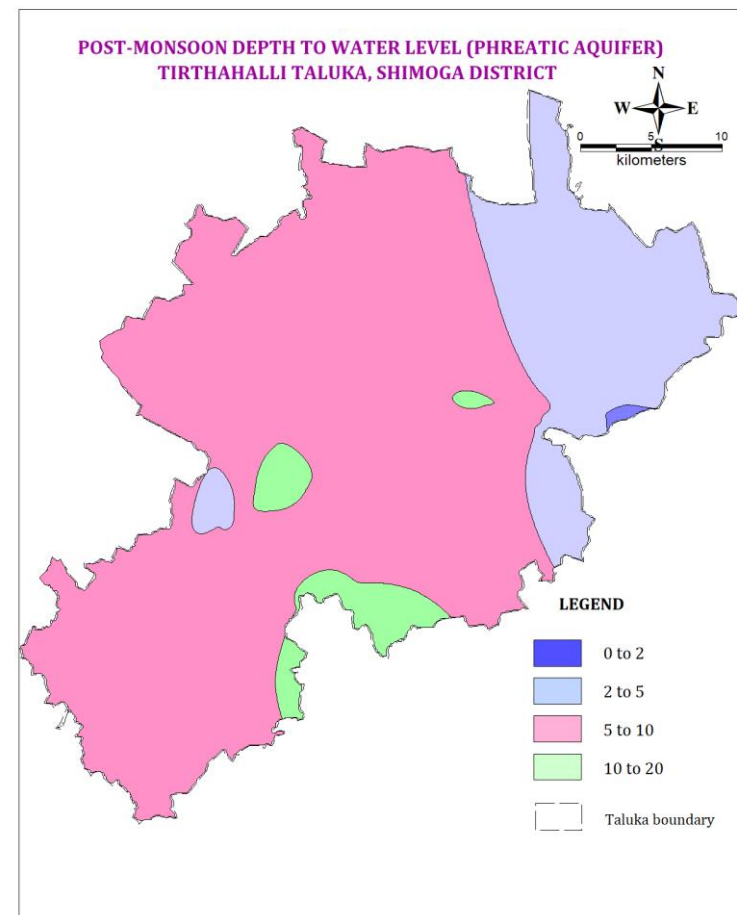 POST-MONSOON DEPTH TO WATER LEVEL (PHREATIC AQUIFER)
TIRTHAHALLI TALUKA, SHIMOGA DISTRICT
N
W E
S
0 5 10
kilometers
LEGEND
0 to 2
2 to 5
5 to 10
10 to 20
Taluka boundary